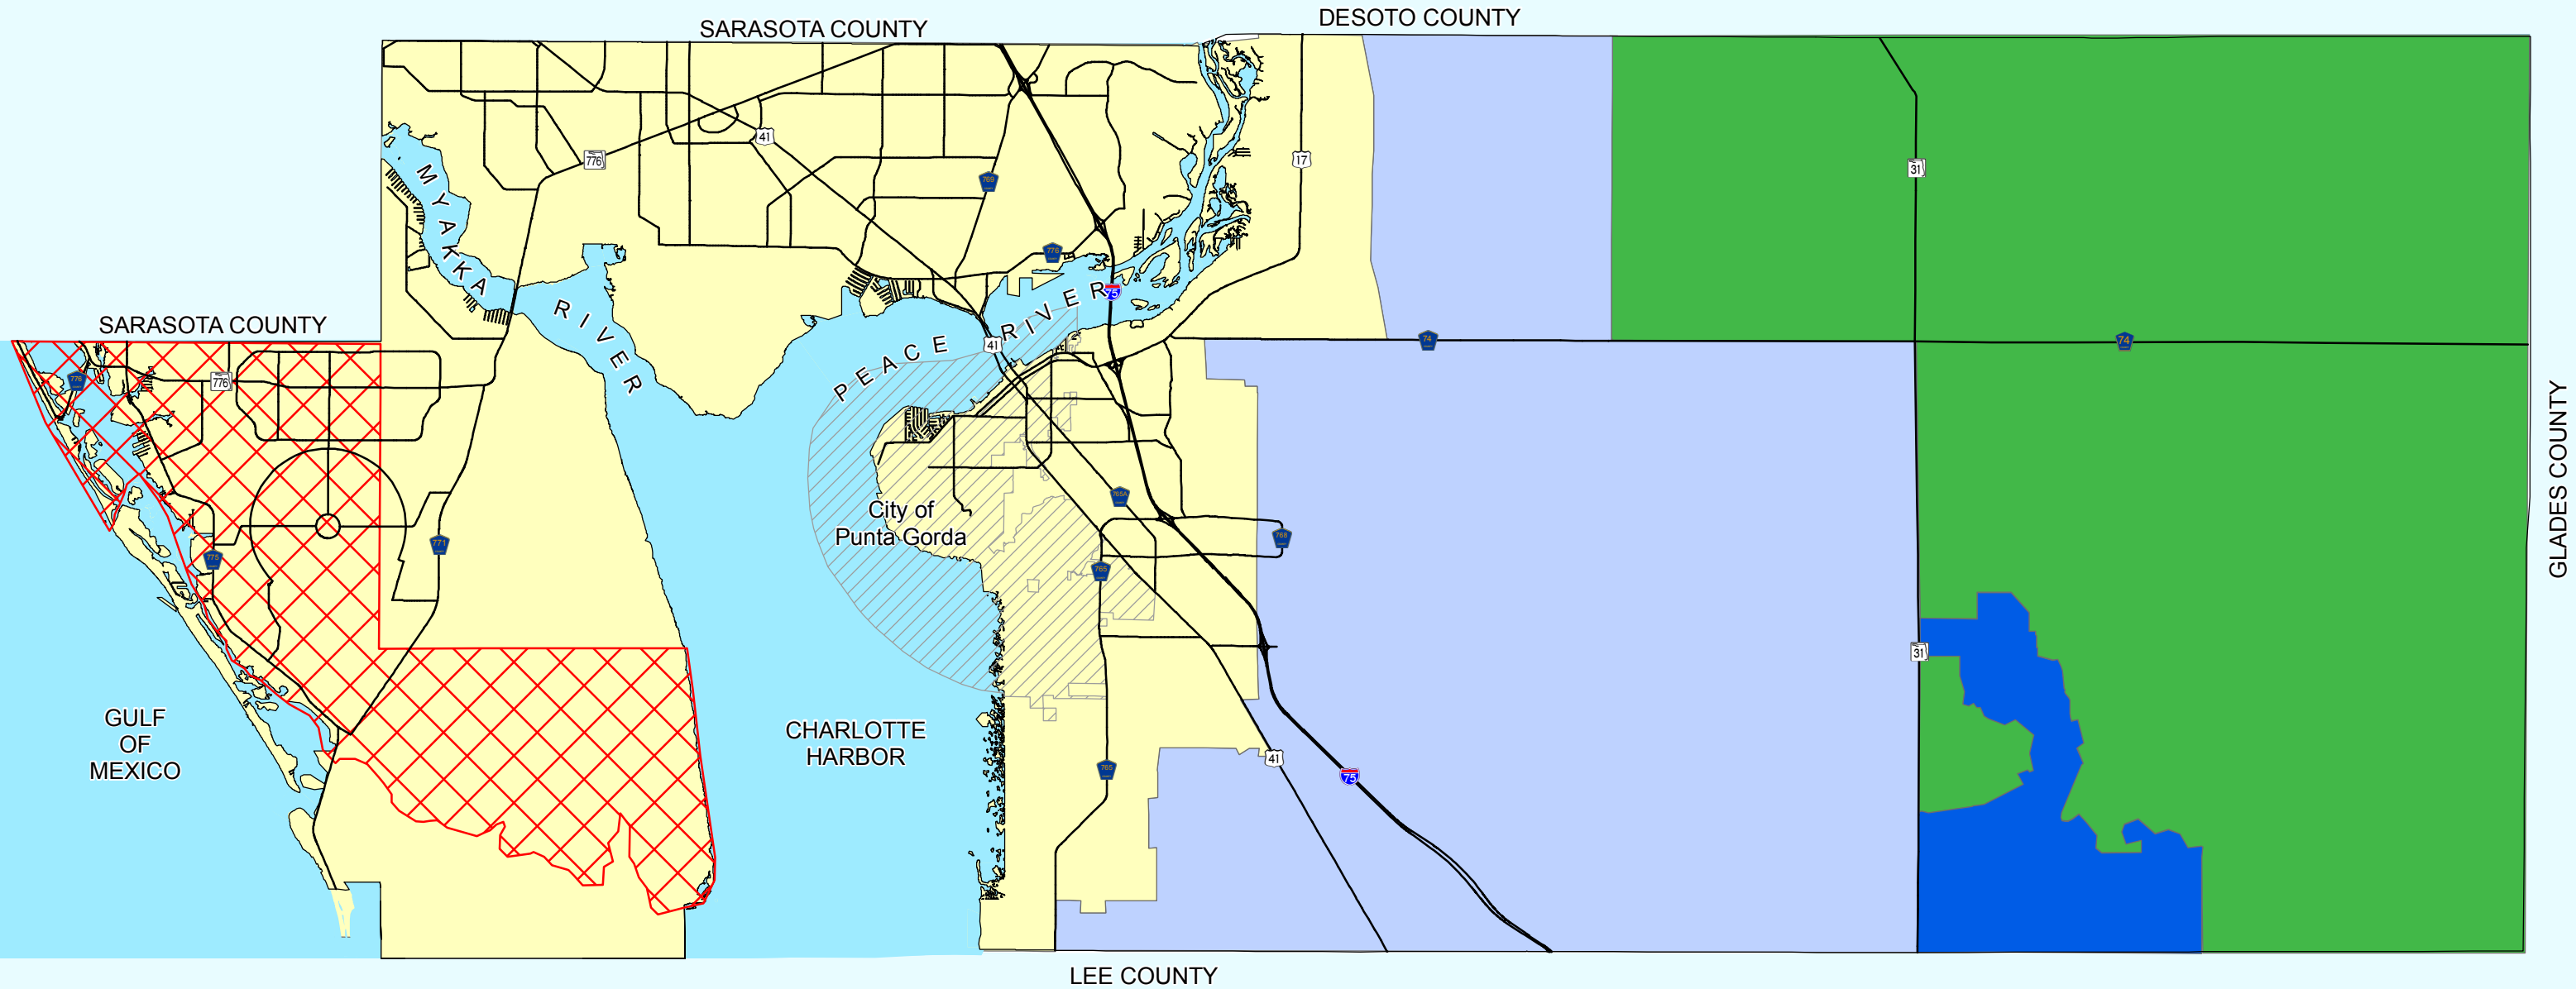 DESOTO COUNTY
SARASOTA COUNTY
41
776
17
31
769
MYAKKA
RIVER
776
75
SARASOTA COUNTY
PEACE RIVER
41
74
74
776
776
GLADES COUNTY
765A
City of
Punta Gorda
768
771
775
765
31
GULF
OF
MEXICO
CHARLOTTE
HARBOR
41
75
765
LEE COUNTY